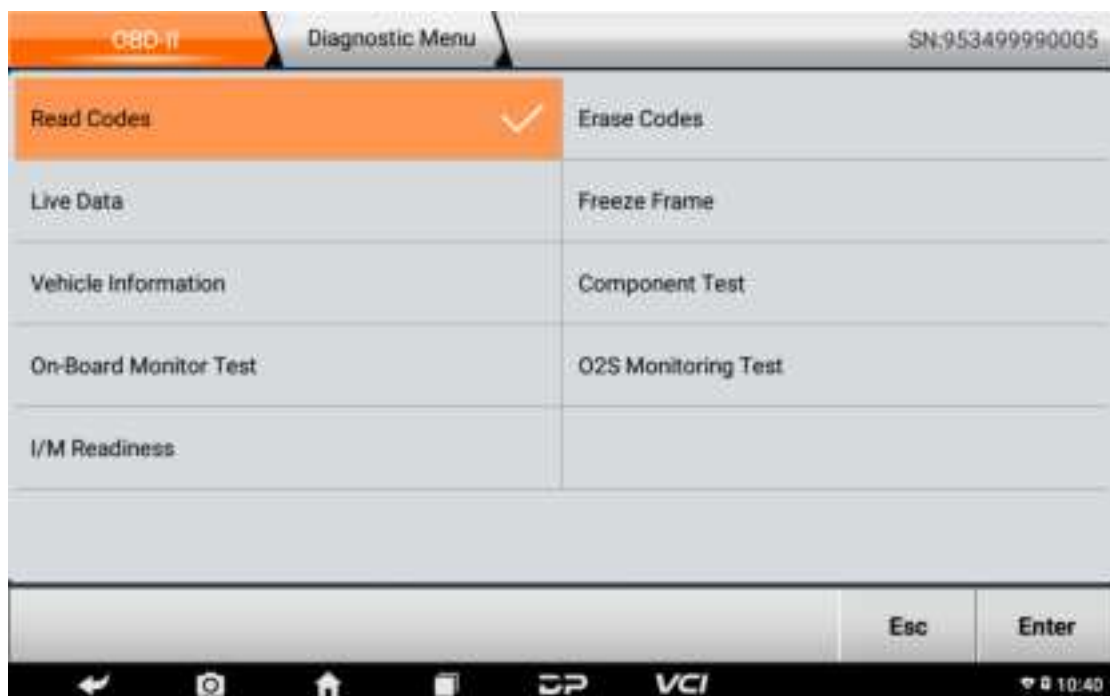 OBD-II Diagnostic Menu SN:953499990005
Read Codes Erase Codes
Live Data Freeze Frame
Vehicle Information Component Test
On-Board Monitor Test O2S Monitoring Test
I/M Readiness
Esc Enter
VCI 10:40